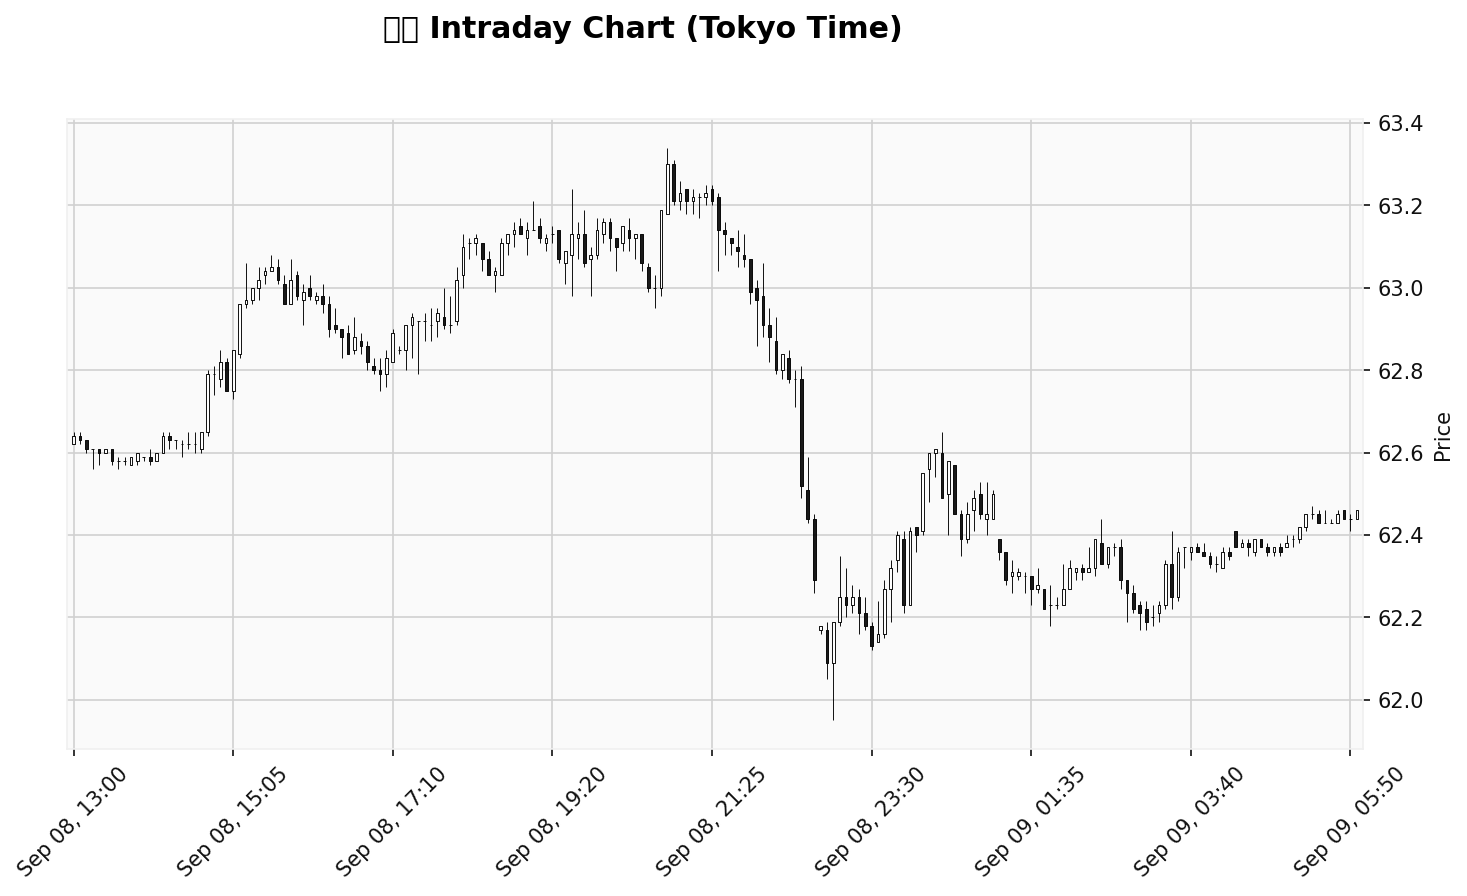 Intraday Chart (Tokyo Time)
63.4
63.2
63.0
62.8
62.6
62.4
62.2
62.0
Price
Sep 08, 13:00
Sep 08, 15:05
Sep 08, 17:10
Sep 08, 19:20
Sep 08, 21:25
Sep 08, 23:30
Sep 09, 01:35
Sep 09, 03:40
Sep 09, 05:50